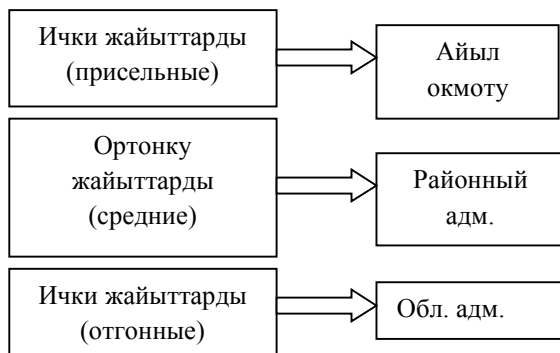 Ички жайыттарды
(присельные)
Айыл
окмоту
Ортонку
жайыттарды
(средние)
Районный
адм.
Ички жайыттарды
(отгонные)
Обл. адм.